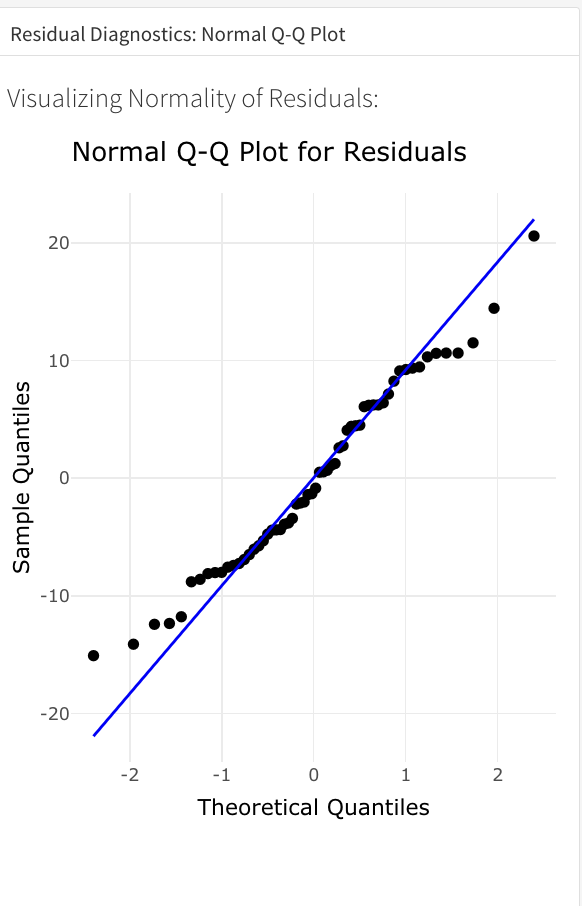 Residual Diagnostics: Normal Q-Q Plot
Visualizing Normality of Residuals:
Normal Q-Q Plot for Residuals
20
10
0
-10
-20
Sample Quantiles
-2 -1 0 1 2
Theoretical Quantiles